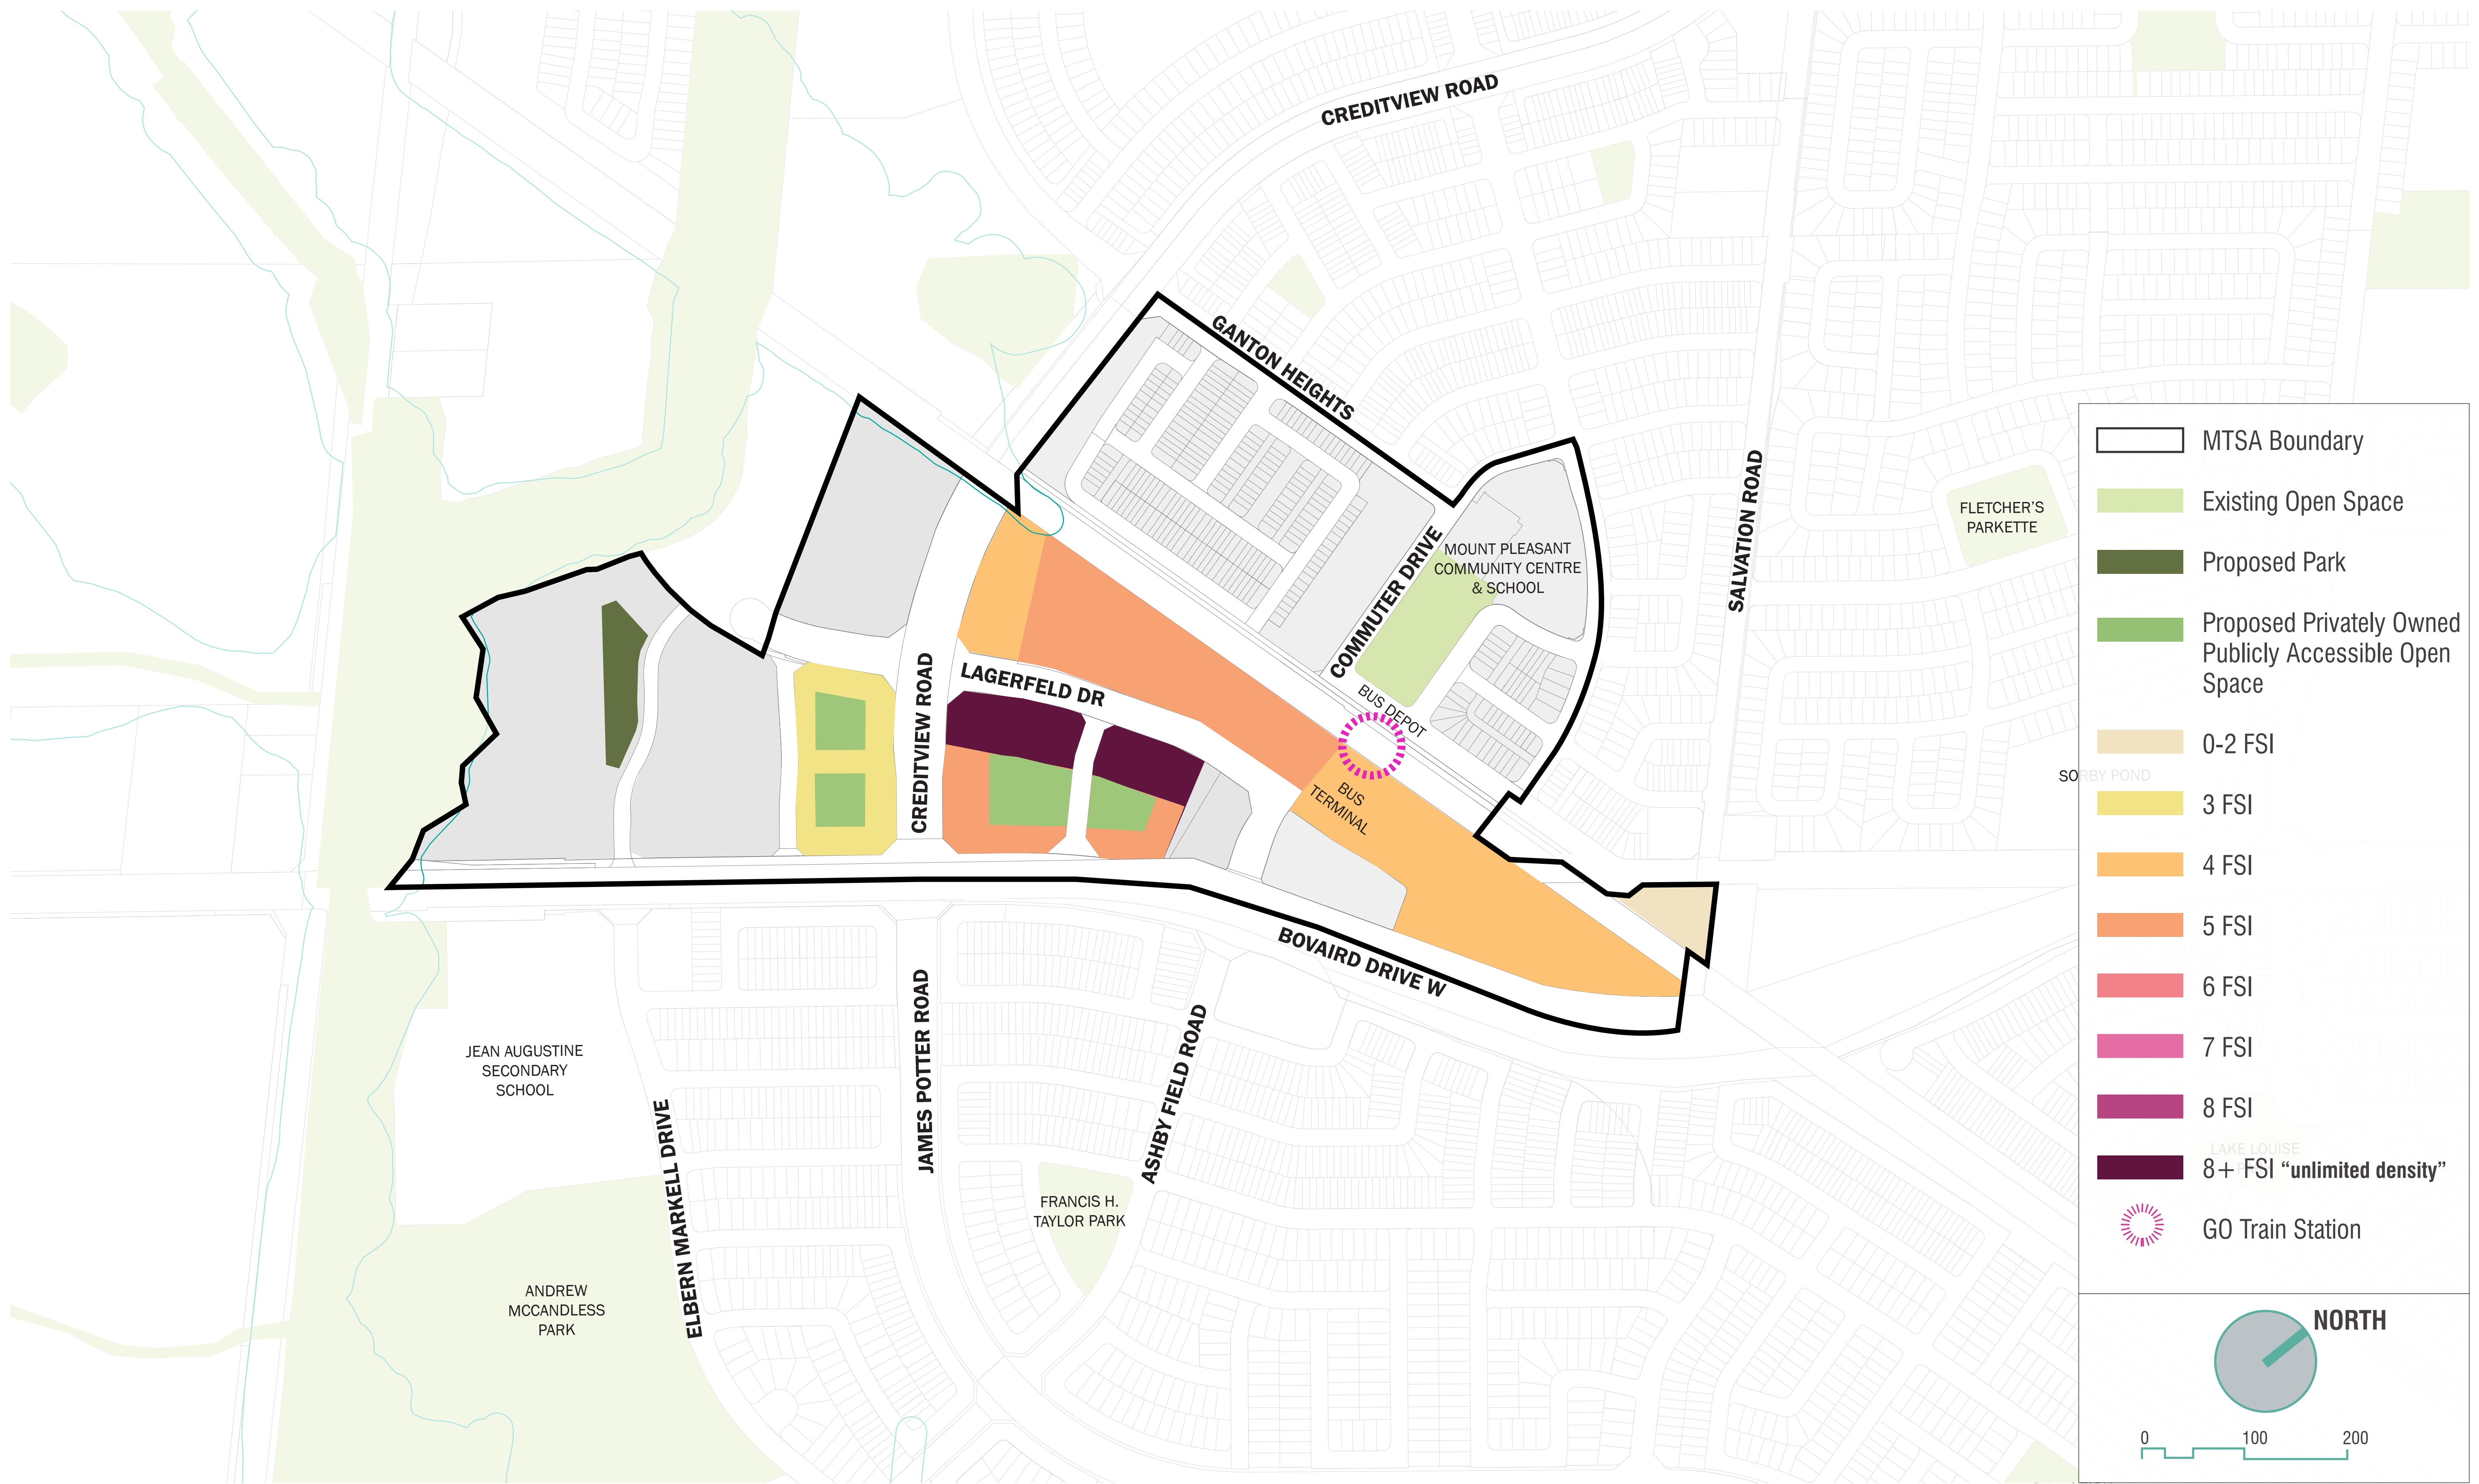 CREDITVIEW ROAD
GANTON HEIGHTS
COMMUTER DRIVE
MOUNT PLEASANT
COMMUNITY CENTRE
& SCHOOL
SALVATION ROAD
FLETCHER'S
PARKETTE
SORBY POND
CREDITVIEW ROAD
LAGERFELD DR
BUS DEPOT
BUS
TERMINAL
BOVAIRD DRIVE W
JEAN AUGUSTINE
SECONDARY
SCHOOL
ELBERN MARKELL DRIVE
JAMES POTTER ROAD
ASHBY FIELD ROAD
FRANCIS H.
TAYLOR PARK
ANDREW
MCCANDLESS
PARK
MTSA Boundary
Existing Open Space
Proposed Park
Proposed Privately Owned
Publicly Accessible Open
Space
0-2 FSI
3 FSI
4 FSI
5 FSI
6 FSI
7 FSI
8 FSI
LAKE LOUISE
8+ FSI “unlimited density”
GO Train Station
NORTH
0 100 200